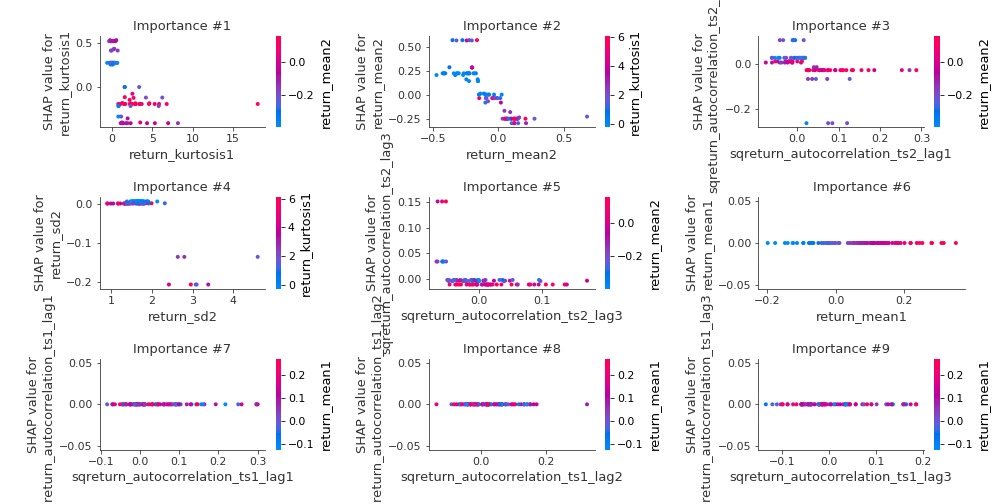 Importance #1
SHAP value for
return_kurtosis1
0.5
0.0
0 5 10 15
return_kurtosis1
0.0
−0.2
return_mean2
Importance #2
SHAP value for
return_mean2
0.50
0.25
0.00
−0.25
−0.5 0.0 0.5
return_mean2
6
4
2
0
return_kurtosis1
Importance #3
SHAP value for
sqreturn_autocorrelation_ts2_lag1
0.0
−0.2
0.0 0.1 0.2 0.3
sqreturn_autocorrelation_ts2_lag1
0.0
−0.2
return_mean2
Importance #4
SHAP value for
return_sd2
0.0
−0.1
−0.2
1 2 3 4
return_sd2
6
4
2
0
return_kurtosis1
Importance #5
SHAP value for
sqreturn_autocorrelation_ts2_lag3
0.15
0.10
0.05
0.00
0.0 0.1
sqreturn_autocorrelation_ts2_lag3
0.0
−0.2
return_mean2
Importance #6
SHAP value for
return_mean1
0.05
0.00
−0.05
−0.2 0.0 0.2
return_mean1
Importance #7
SHAP value for
sqreturn_autocorrelation_ts1_lag1
0.05
0.00
−0.05
−0.1 0.0 0.1 0.2 0.3
sqreturn_autocorrelation_ts1_lag1
0.2
0.1
0.0
−0.1
return_mean1
Importance #8
SHAP value for
sqreturn_autocorrelation_ts1_lag2
0.05
0.00
−0.05
0.0 0.2
sqreturn_autocorrelation_ts1_lag2
0.2
0.1
0.0
−0.1
return_mean1
Importance #9
SHAP value for
sqreturn_autocorrelation_ts1_lag3
0.05
0.00
−0.05
−0.1 0.0 0.1 0.2
sqreturn_autocorrelation_ts1_lag3
0.2
0.1
0.0
−0.1
return_mean1